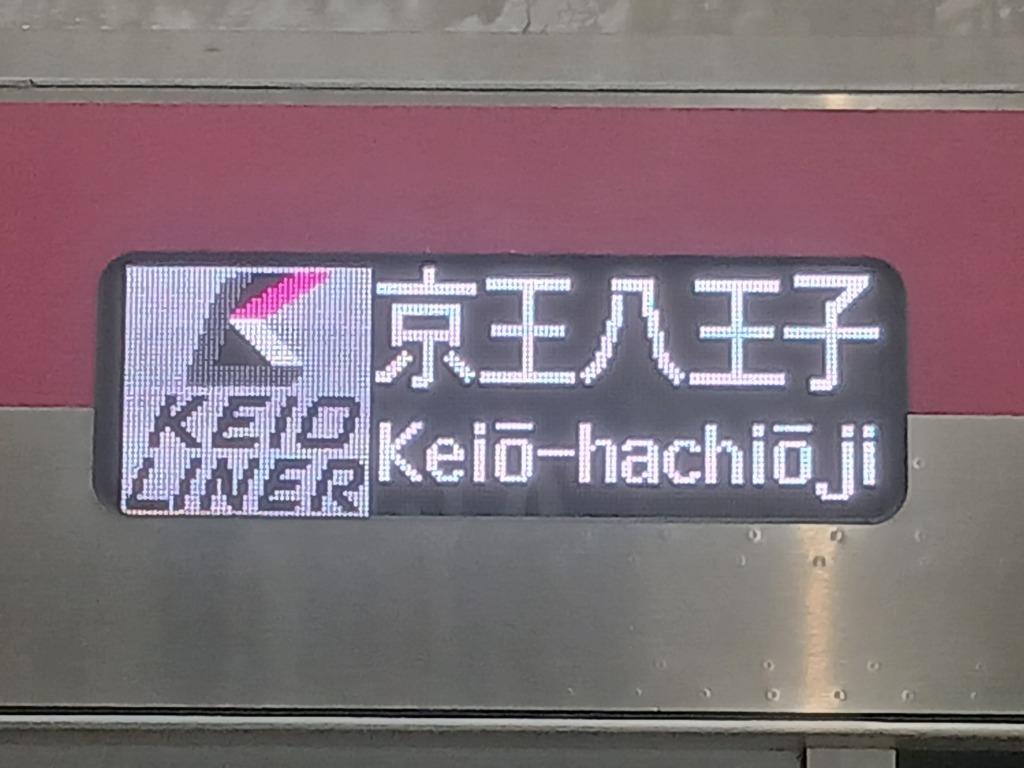 KEIO
LINER
京王八王子
Keiō-hachiōji